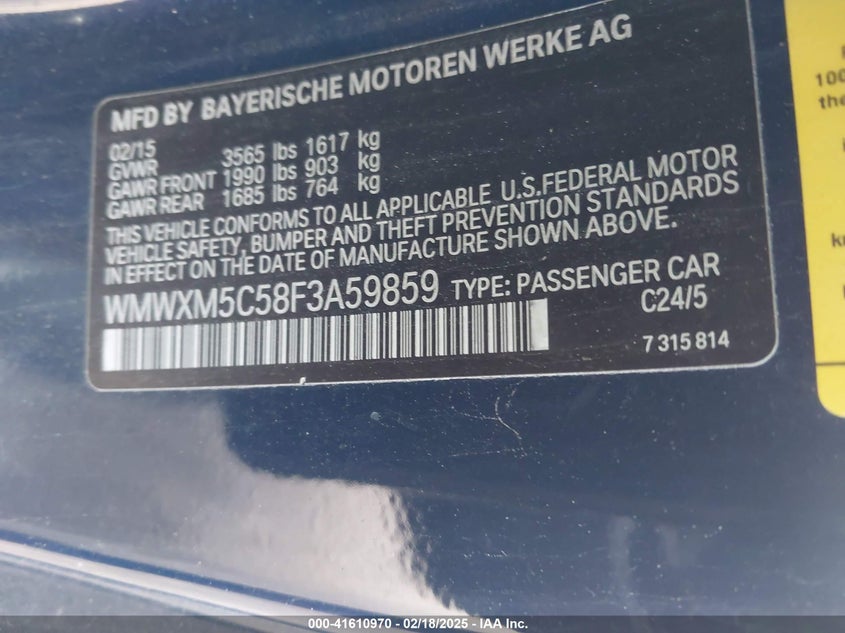 MFD BY BAYERISCHE MOTOREN WERKE AG
02/15
GVWR 3565 lbs 1617 kg
GAWR FRONT 1990 lbs 903 kg
GAWR REAR 1685 lbs 764 kg
THIS VEHICLE CONFORMS TO ALL APPLICABLE U.S.FEDERAL MOTOR
VEHICLE SAFETY, BUMPER AND THEFT PREVENTION STANDARDS
IN EFFECT ON THE DATE OF MANUFACTURE SHOWN ABOVE.
WMWXM5C58F3A59859 TYPE: PASSENGER CAR
C24/5
7 315 814
100
the
000-41610970 - 02/18/2025 - IAA Inc.